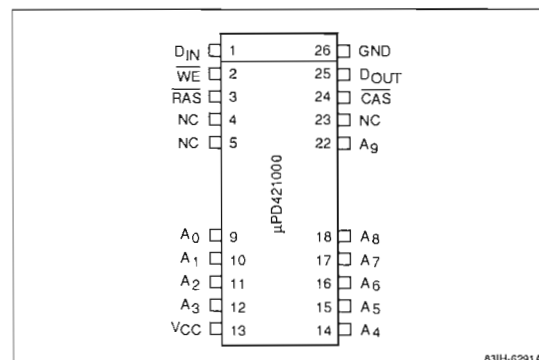 DIN 1 26 GND
WE 2 25 DOUT
RAS 3 24 CAS
NC 4 23 NC
NC 5 22 A9
µPD421000
A0 9 18 A8
A1 10 17 A7
A2 11 16 A6
A3 12 15 A5
VCC 13 14 A4
83IH-6291A